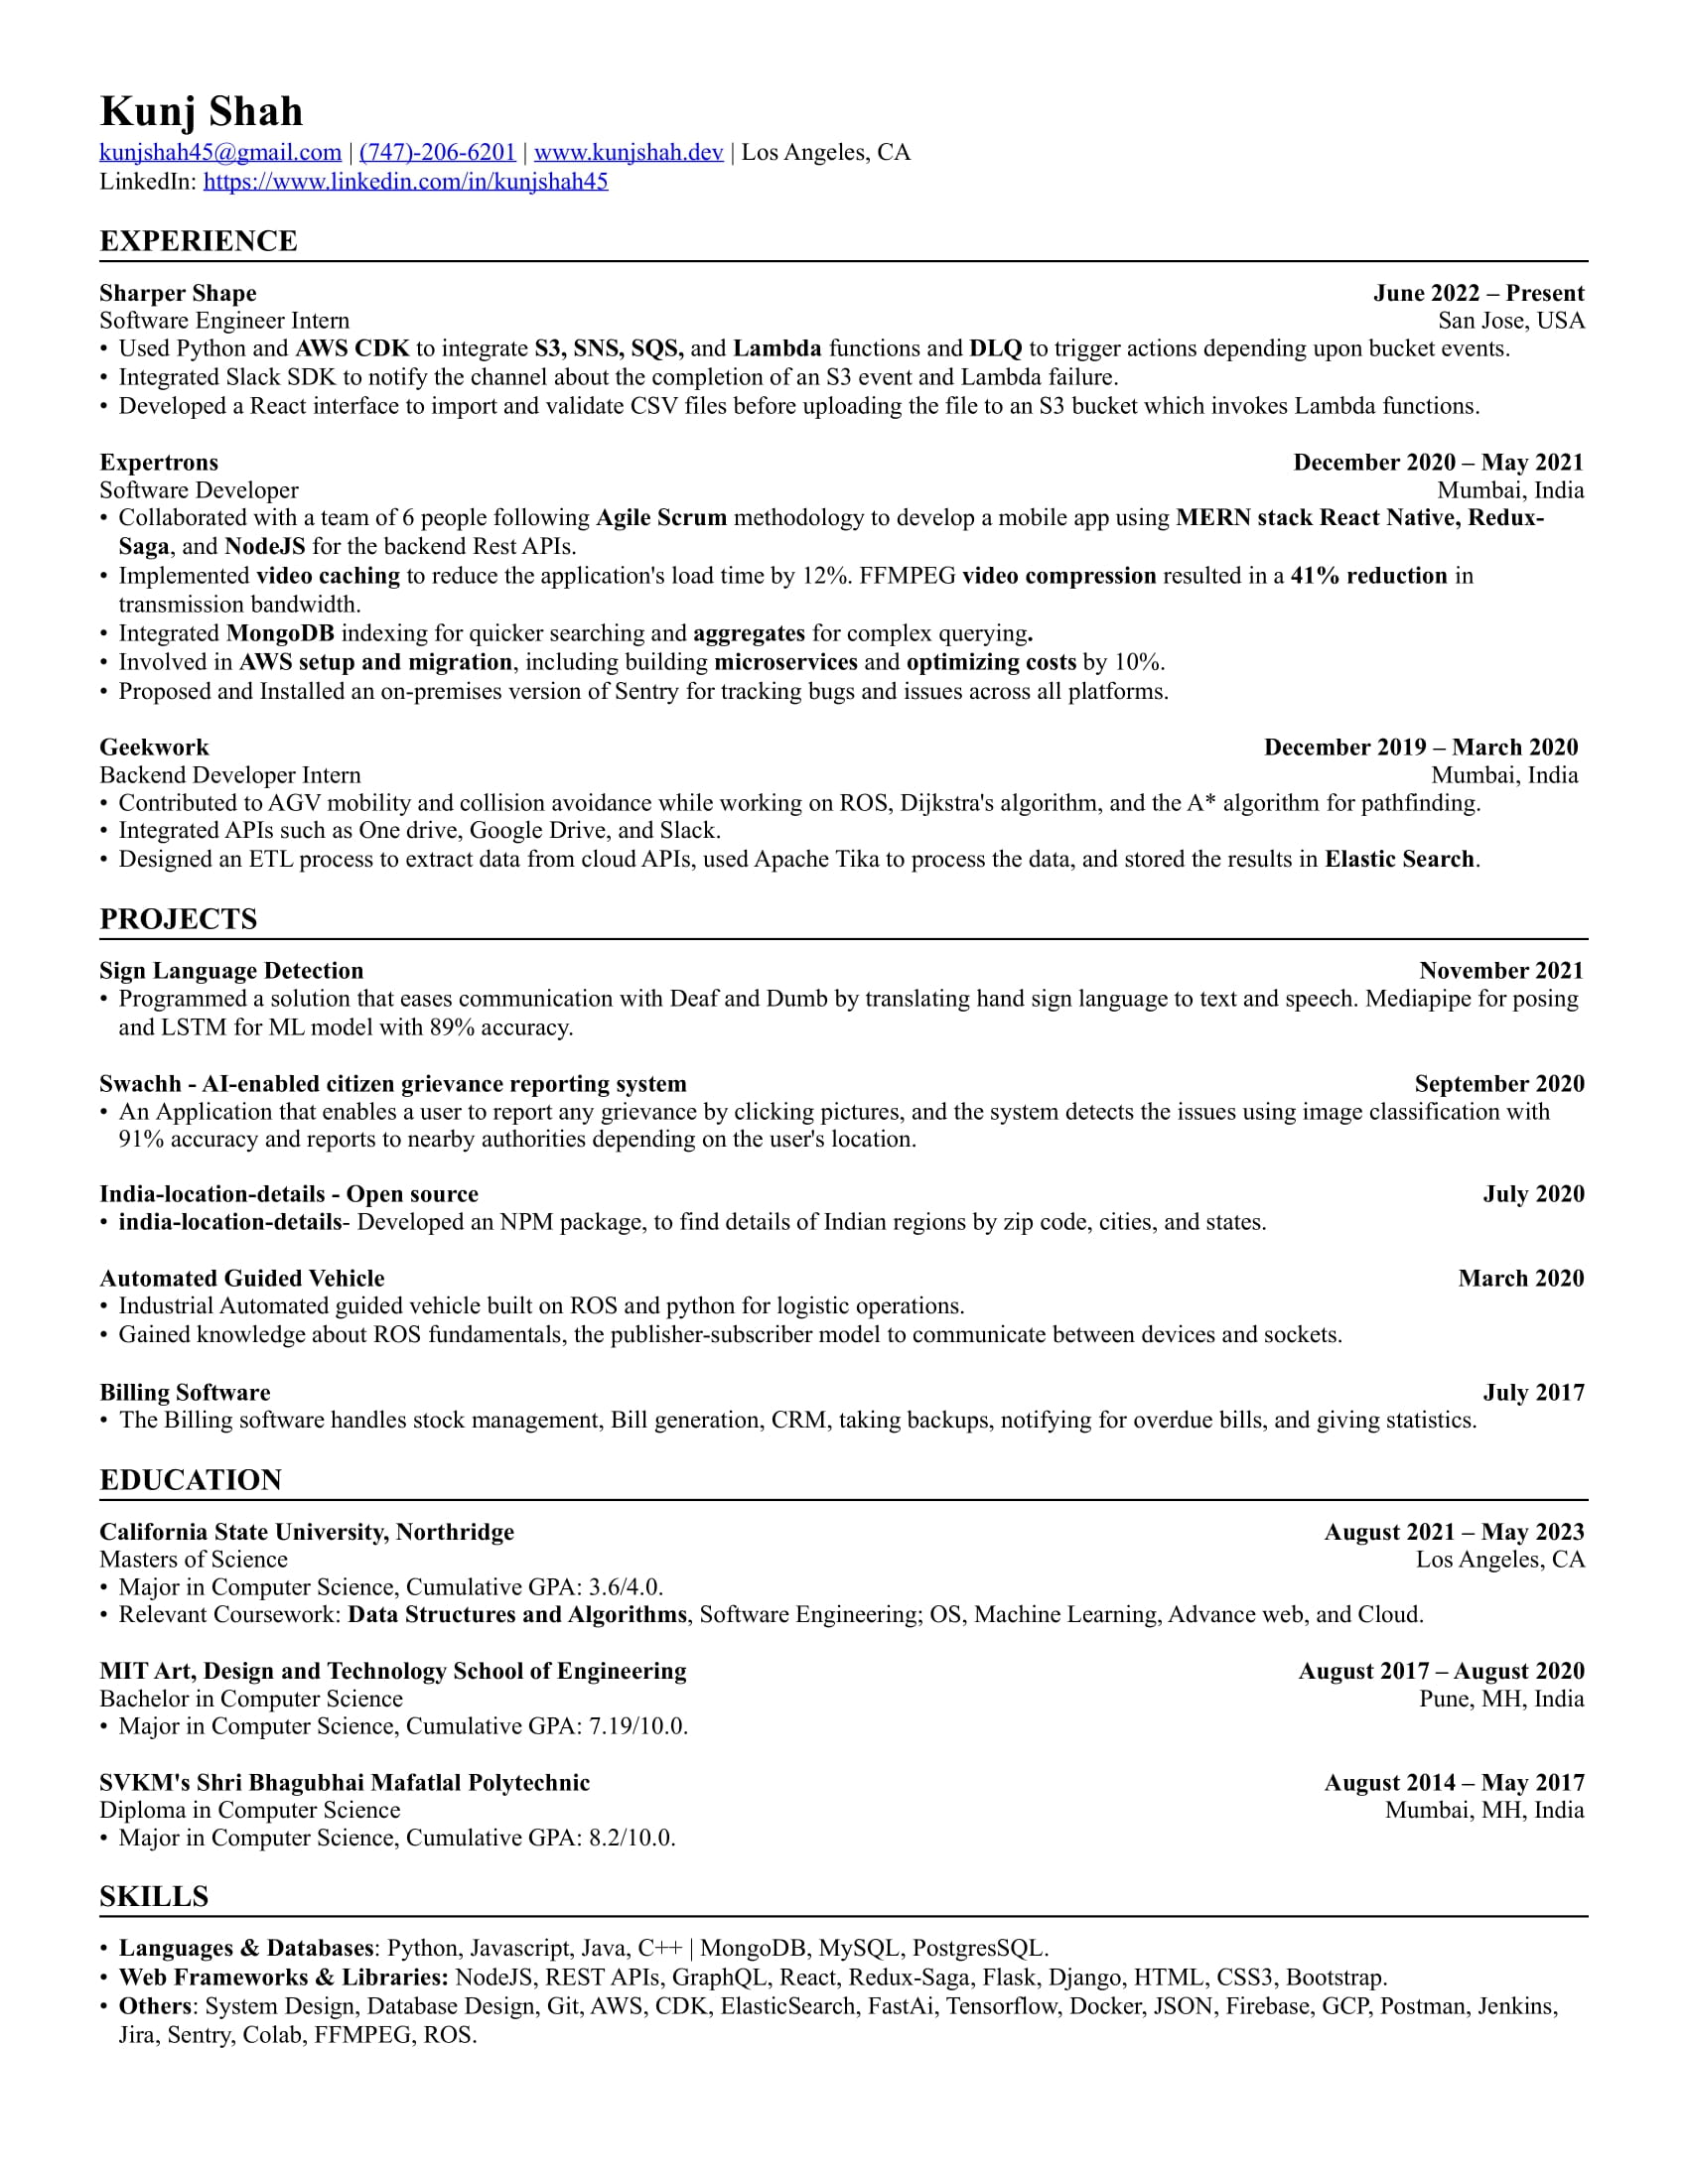 Kunj Shah
kunjshah45@gmail.com | (747)-206-6201 | www.kunjshah.dev | Los Angeles, CA
LinkedIn: https://www.linkedin.com/in/kunjshah45
EXPERIENCE
Sharper Shape June 2022 – Present
Software Engineer Intern San Jose, USA
• Used Python and AWS CDK to integrate S3, SNS, SQS, and Lambda functions and DLQ to trigger actions depending upon bucket events.
• Integrated Slack SDK to notify the channel about the completion of an S3 event and Lambda failure.
• Developed a React interface to import and validate CSV files before uploading the file to an S3 bucket which invokes Lambda functions.
Expertrons December 2020 – May 2021
Software Developer Mumbai, India
• Collaborated with a team of 6 people following Agile Scrum methodology to develop a mobile app using MERN stack React Native, Redux-
Saga, and NodeJS for the backend Rest APIs.
• Implemented video caching to reduce the application's load time by 12%. FFMPEG video compression resulted in a 41% reduction in
transmission bandwidth.
• Integrated MongoDB indexing for quicker searching and aggregates for complex querying.
• Involved in AWS setup and migration, including building microservices and optimizing costs by 10%.
• Proposed and Installed an on-premises version of Sentry for tracking bugs and issues across all platforms.
Geekwork December 2019 – March 2020
Backend Developer Intern Mumbai, India
• Contributed to AGV mobility and collision avoidance while working on ROS, Dijkstra's algorithm, and the A* algorithm for pathfinding.
• Integrated APIs such as One drive, Google Drive, and Slack.
• Designed an ETL process to extract data from cloud APIs, used Apache Tika to process the data, and stored the results in Elastic Search.
PROJECTS
Sign Language Detection November 2021
• Programmed a solution that eases communication with Deaf and Dumb by translating hand sign language to text and speech. Mediapipe for posing
and LSTM for ML model with 89% accuracy.
Swachh - AI-enabled citizen grievance reporting system September 2020
• An Application that enables a user to report any grievance by clicking pictures, and the system detects the issues using image classification with
91% accuracy and reports to nearby authorities depending on the user's location.
India-location-details - Open source July 2020
• india-location-details- Developed an NPM package, to find details of Indian regions by zip code, cities, and states.
Automated Guided Vehicle March 2020
• Industrial Automated guided vehicle built on ROS and python for logistic operations.
• Gained knowledge about ROS fundamentals, the publisher-subscriber model to communicate between devices and sockets.
Billing Software July 2017
• The Billing software handles stock management, Bill generation, CRM, taking backups, notifying for overdue bills, and giving statistics.
EDUCATION
California State University, Northridge August 2021 – May 2023
Masters of Science Los Angeles, CA
• Major in Computer Science, Cumulative GPA: 3.6/4.0.
• Relevant Coursework: Data Structures and Algorithms, Software Engineering; OS, Machine Learning, Advance web, and Cloud.
MIT Art, Design and Technology School of Engineering August 2017 – August 2020
Bachelor in Computer Science Pune, MH, India
• Major in Computer Science, Cumulative GPA: 7.19/10.0.
SVKM's Shri Bhagubhai Mafatlal Polytechnic August 2014 – May 2017
Diploma in Computer Science Mumbai, MH, India
• Major in Computer Science, Cumulative GPA: 8.2/10.0.
SKILLS
• Languages & Databases: Python, Javascript, Java, C++ | MongoDB, MySQL, PostgresSQL.
• Web Frameworks & Libraries: NodeJS, REST APIs, GraphQL, React, Redux-Saga, Flask, Django, HTML, CSS3, Bootstrap.
• Others: System Design, Database Design, Git, AWS, CDK, ElasticSearch, FastAi, Tensorflow, Docker, JSON, Firebase, GCP, Postman, Jenkins,
Jira, Sentry, Colab, FFMPEG, ROS.